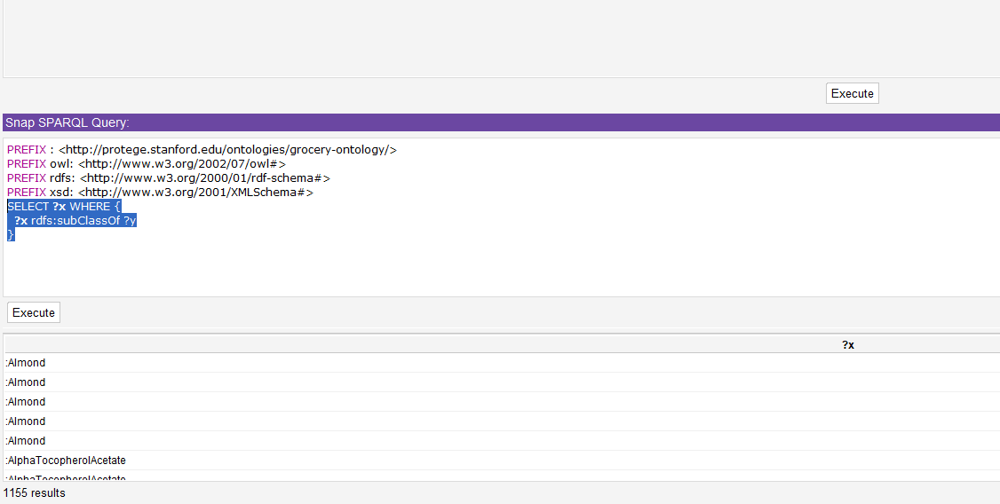 Execute
Snap SPARQL Query:
PREFIX : <http://protege.stanford.edu/ontologies/grocery-ontology/>
PREFIX owl: <http://www.w3.org/2002/07/owl#>
PREFIX rdfs: <http://www.w3.org/2000/01/rdf-schema#>
PREFIX xsd: <http://www.w3.org/2001/XMLSchema#>
SELECT ?x WHERE {
?x rdfs:subClassOf ?y
}
Execute
?x
:Almond
:Almond
:Almond
:Almond
:Almond
:AlphaTocopherolAcetate
:AlphaTocopherolAcetate
1155 results